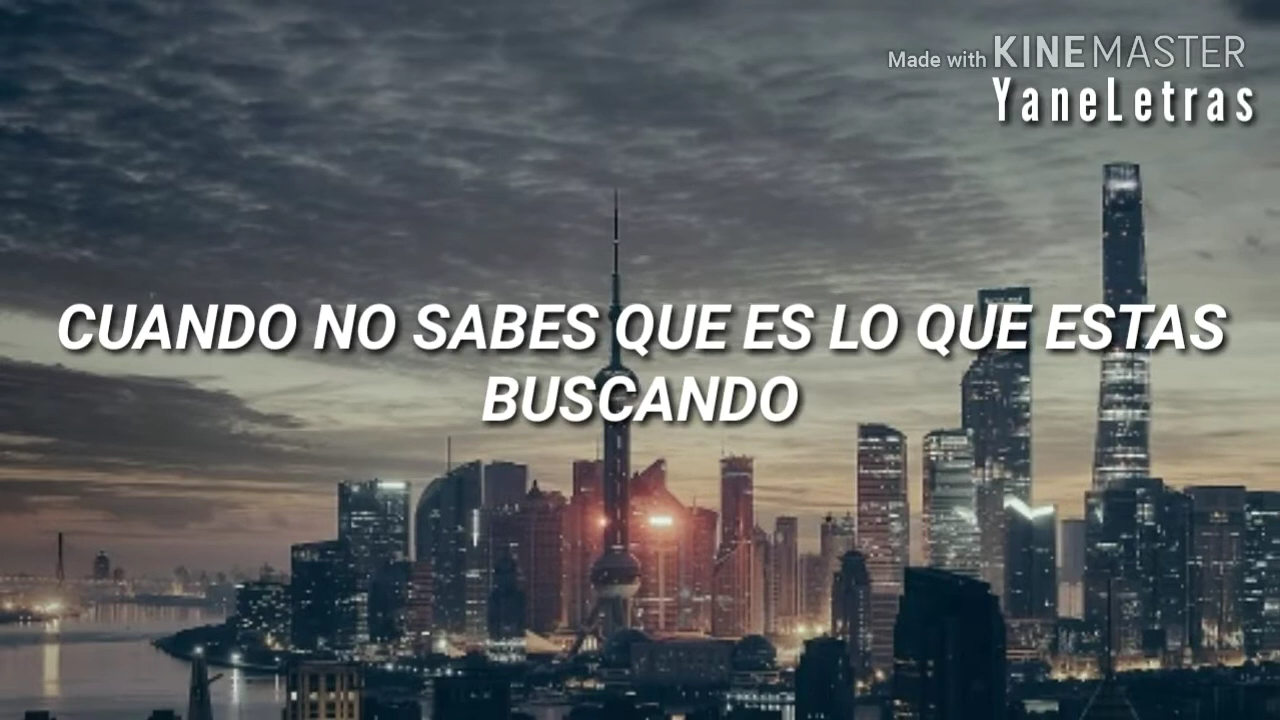 Made with KINEMASTER
YaneLetras
CUANDO NO SABES QUE ES LO QUE ESTAS
BUSCANDO